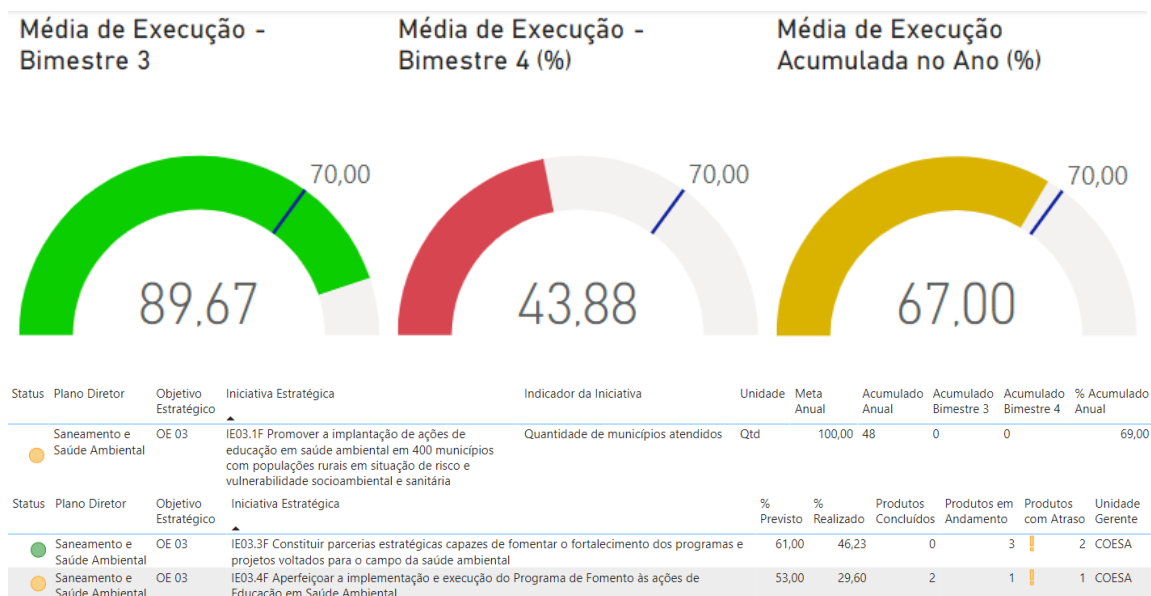 Média de Execução - Bimestre 3
Média de Execução - Bimestre 4 (%)
Média de Execução Acumulada no Ano (%)
70,00
70,00
70,00
89,67
43,88
67,00
Status Plano Diretor Objetivo Estratégico Iniciativa Estratégica Indicador da Iniciativa Unidade Meta Anual Acumulado Anual Acumulado Bimestre 3 Acumulado Bimestre 4 % Acumulado Anual
Saneamento e Saúde Ambiental OE 03 IE03.1F Promover a implantação de ações de educação em saúde ambiental em 400 municípios com populações rurais em situação de risco e vulnerabilidade socioambiental e sanitária Quantidade de municípios atendidos Qtd 100,00 48 0 0 69,00
Status Plano Diretor Objetivo Estratégico Iniciativa Estratégica % Previsto % Realizado Produtos Concluídos Produtos em Andamento Produtos com Atraso Unidade Gerente
Saneamento e Saúde Ambiental OE 03 IE03.3F Constituir parcerias estratégicas capazes de fomentar o fortalecimento dos programas e projetos voltados para o campo da saúde ambiental 61,00 46,23 0 3 2 COESA
Saneamento e Saúde Ambiental OE 03 IE03.4F Aperfeiçoar a implementação e execução do Programa de Fomento às ações de Educação em Saúde Ambiental 53,00 29,60 2 1 1 COESA